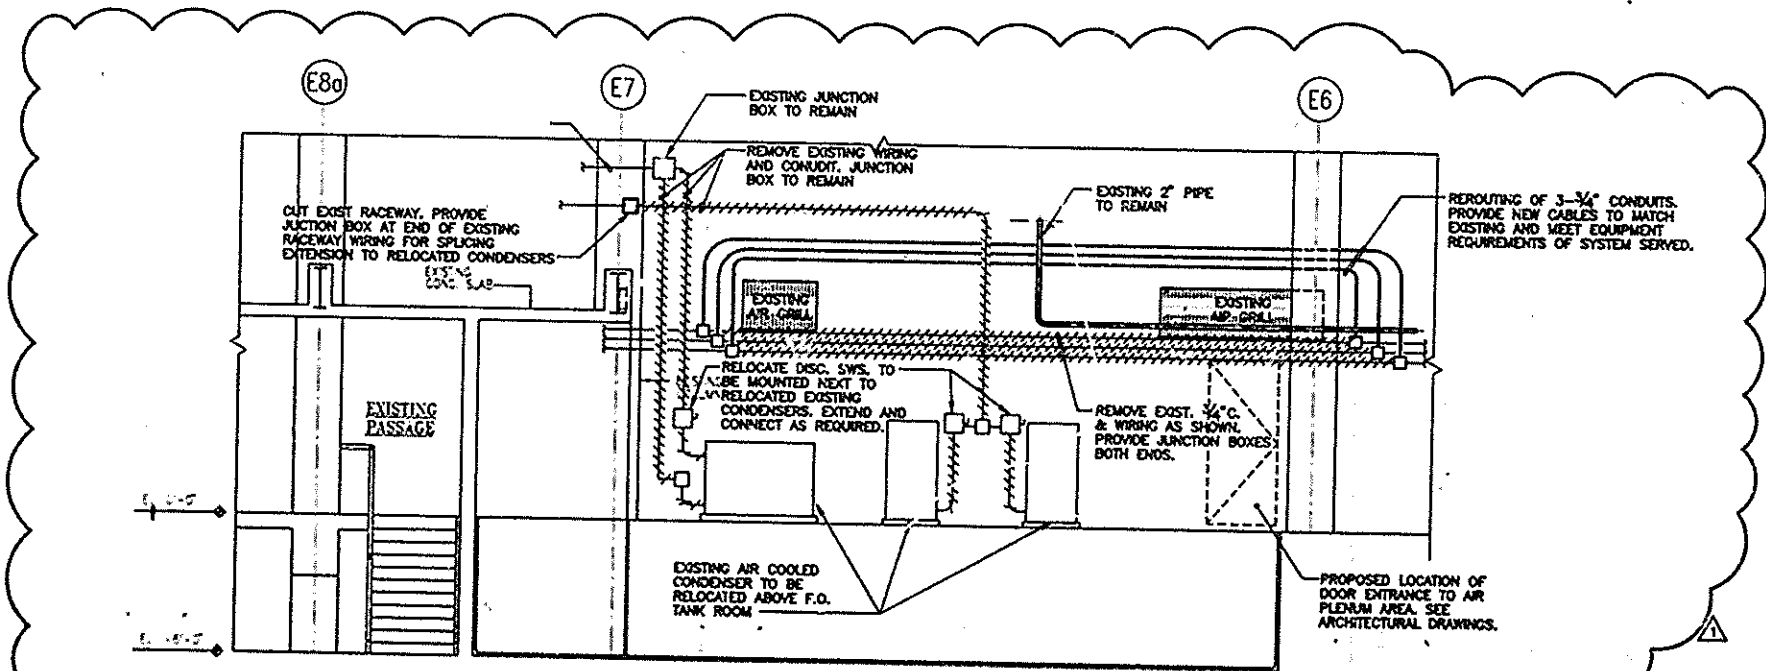 E8a
E7
E6
EXISTING JUNCTION
BOX TO REMAIN
REMOVE EXISTING WIRING
AND CONUDIT. JUNCTION
BOX TO REMAIN
EXISTING 2" PIPE
TO REMAIN
REROUTING OF 3-3/4" CONDUITS.
PROVIDE NEW CABLES TO MATCH
EXISTING AND MEET EQUIPMENT
REQUIREMENTS OF SYSTEM SERVED.
CUT EXIST RACEWAY. PROVIDE
JUCTION BOX AT END OF EXISTING
RACEWAY WIRING FOR SPLICING
EXTENSION TO RELOCATED CONDENSERS
EXISTING
CONC. SLAB
EXISTING
AIR GRILL
EXISTING
AIR GRILL
RELOCATE DISC. SWS. TO
BE MOUNTED NEXT TO
RELOCATED EXISTING
CONDENSERS. EXTEND AND
CONNECT AS REQUIRED.
EXISTING
PASSAGE
REMOVE EXIST. 3/4"C.
& WIRING AS SHOWN.
PROVIDE JUNCTION BOXES
BOTH ENDS.
EXISTING AIR COOLED
CONDENSER TO BE
RELOCATED ABOVE F.O.
TANK ROOM
PROPOSED LOCATION OF
DOOR ENTRANCE TO AIR
PLENUM AREA. SEE
ARCHITECTURAL DRAWINGS.
1